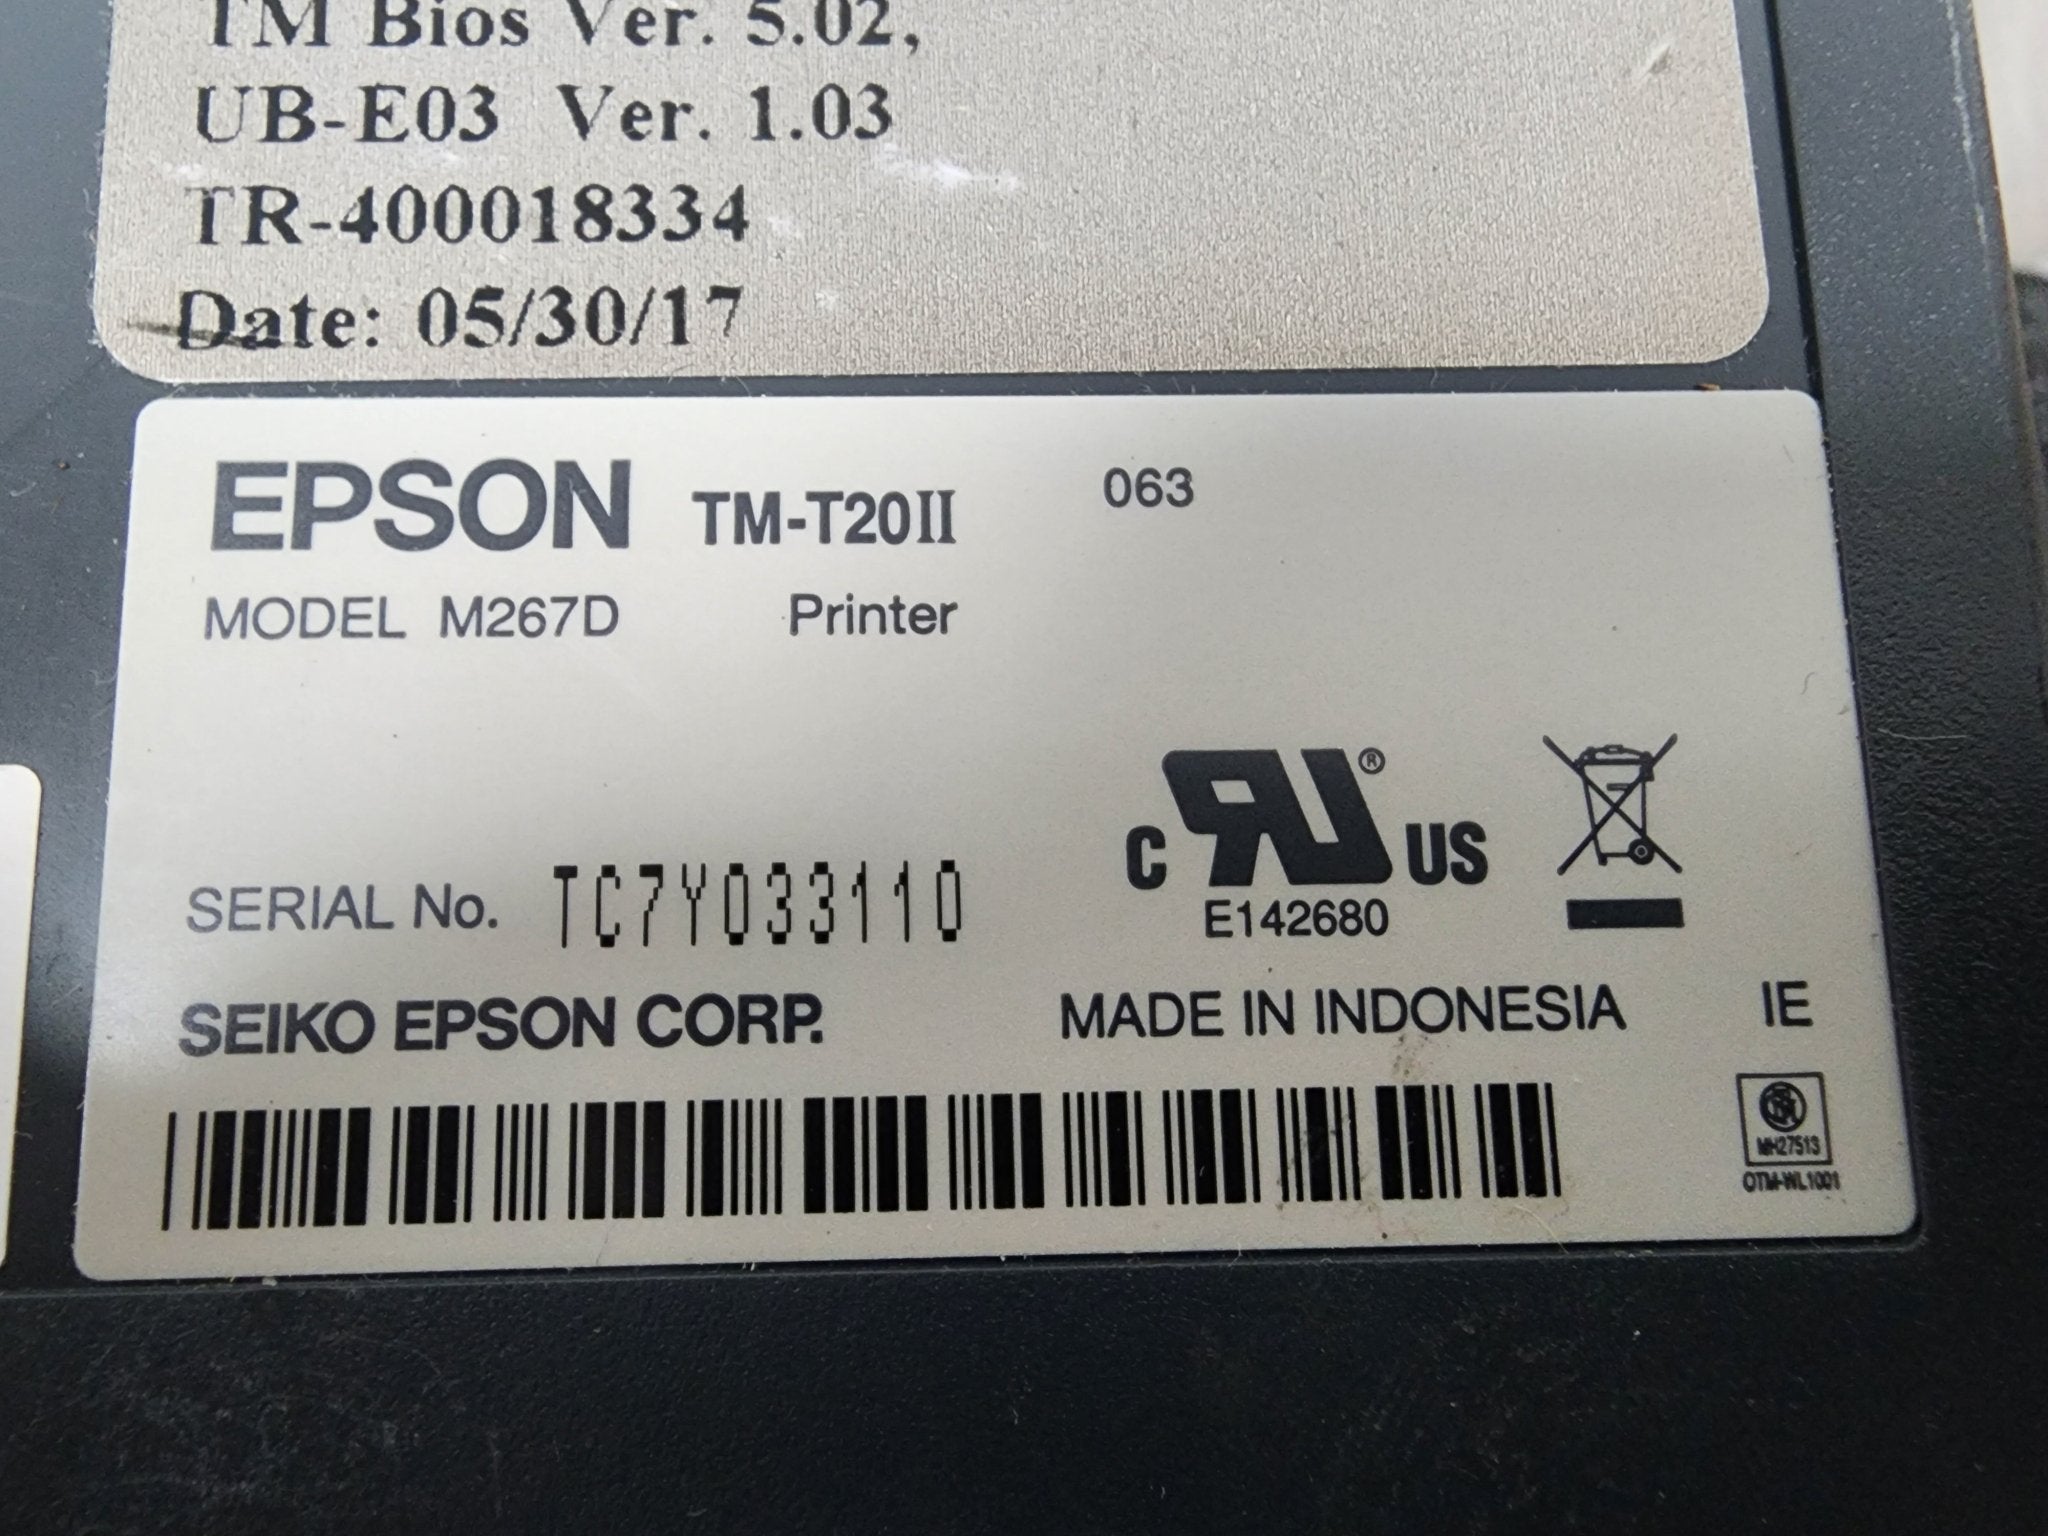 TM Bios Ver. 5.02,
UB-E03 Ver. 1.03
TR-400018334
Date: 05/30/17
EPSON TM-T20II 063
MODEL M267D Printer
C RU® US
E142680
SERIAL No. TC7Y033110
SEIKO EPSON CORP. MADE IN INDONESIA IE
MH27513
OTM-WL1001